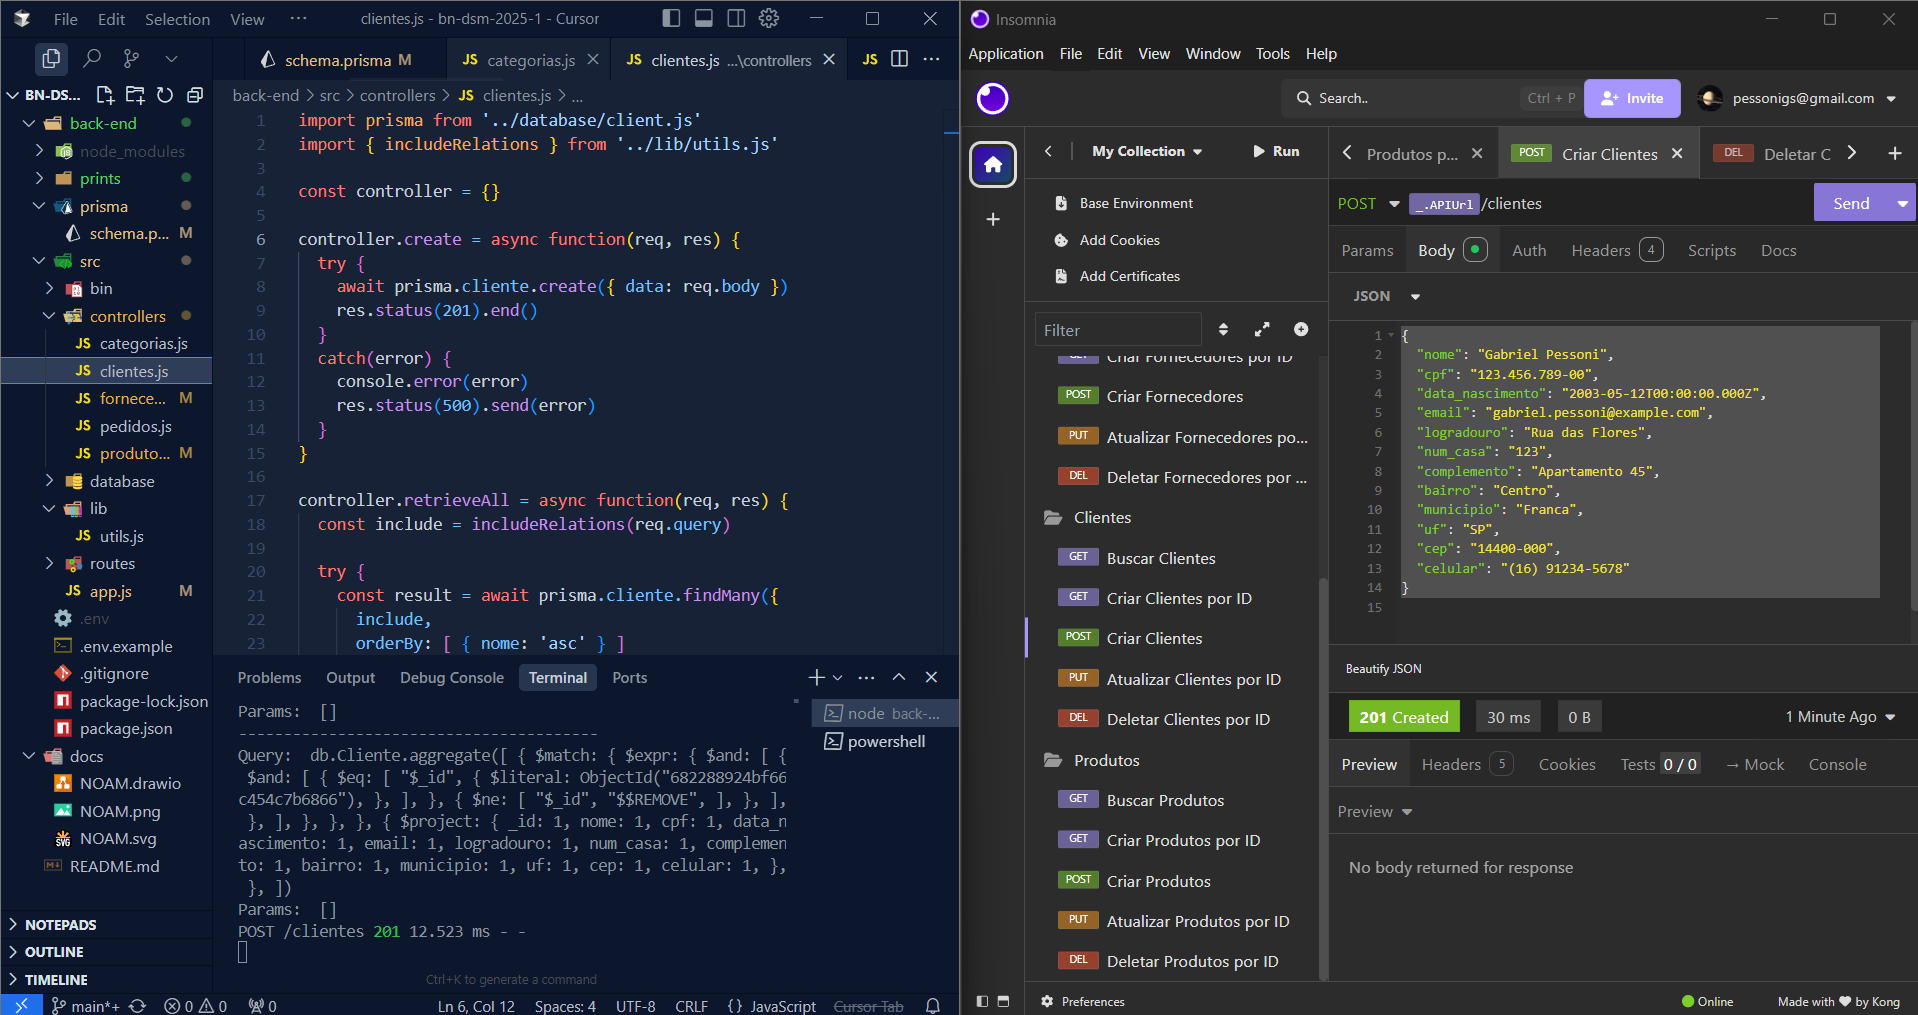 File Edit Selection View ··· clientes.js - bn-dsm-2025-1 - Cursor
schema.prisma M JS categorias.js JS clientes.js ...\controllers JS
BN-DS...
back-end
node_modules
prints
prisma
schema.p... M
src
bin
controllers
JS categorias.js
JS clientes.js
JS fornece... M
JS pedidos.js
JS produto... M
database
lib
JS utils.js
routes
JS app.js M
.env
.env.example
.gitignore
package-lock.json
package.json
docs
NOAM.drawio
NOAM.png
NOAM.svg
README.md
NOTEPADS
OUTLINE
TIMELINE
back-end > src > controllers > JS clientes.js > ...
1 import prisma from '../database/client.js'
2 import { includeRelations } from '../lib/utils.js'
3
4 const controller = {}
5
6 controller.create = async function(req, res) {
7 try {
8 await prisma.cliente.create({ data: req.body })
9 res.status(201).end()
10 }
11 catch(error) {
12 console.error(error)
13 res.status(500).send(error)
14 }
15 }
16
17 controller.retrieveAll = async function(req, res) {
18 const include = includeRelations(req.query)
19
20 try {
21 const result = await prisma.cliente.findMany({
22 include,
23 orderBy: [ { nome: 'asc' } ]
Problems Output Debug Console Terminal Ports
node back-...
powershell
Params: []
----------------------------------------
Query: db.Cliente.aggregate([ { $match: { $expr: { $and: [ {
$and: [ { $eq: [ "$_id", { $literal: ObjectId("682288924bf66
c454c7b6866"), }, ], }, { $ne: [ "$_id", "$$REMOVE", ], }, ],
}, ], }, }, }, { $project: { _id: 1, nome: 1, cpf: 1, data_n
ascimento: 1, email: 1, logradouro: 1, num_casa: 1, complemen
to: 1, bairro: 1, municipio: 1, uf: 1, cep: 1, celular: 1, },
}, ])
Params: []
POST /clientes 201 12.523 ms - -
Ctrl+K to generate a command
main*+ 0 0 0 Ln 6, Col 12 Spaces: 4 UTF-8 CRLF {} JavaScript Cursor Tab
Insomnia
Application File Edit View Window Tools Help
Search.. Ctrl + P Invite pessonigs@gmail.com
My Collection Run
Base Environment
Add Cookies
Add Certificates
Filter
GET Criar Fornecedores por ID
POST Criar Fornecedores
PUT Atualizar Fornecedores po...
DEL Deletar Fornecedores por ...
Clientes
GET Buscar Clientes
GET Criar Clientes por ID
POST Criar Clientes
PUT Atualizar Clientes por ID
DEL Deletar Clientes por ID
Produtos
GET Buscar Produtos
GET Criar Produtos por ID
POST Criar Produtos
PUT Atualizar Produtos por ID
DEL Deletar Produtos por ID
Produtos p... POST Criar Clientes DEL Deletar C
POST _.APIUrl /clientes Send
Params Body Auth Headers 4 Scripts Docs
JSON
1 {
2 "nome": "Gabriel Pessoni",
3 "cpf": "123.456.789-00",
4 "data_nascimento": "2003-05-12T00:00:00.000Z",
5 "email": "gabriel.pessoni@example.com",
6 "logradouro": "Rua das Flores",
7 "num_casa": "123",
8 "complemento": "Apartamento 45",
9 "bairro": "Centro",
10 "municipio": "Franca",
11 "uf": "SP",
12 "cep": "14400-000",
13 "celular": "(16) 91234-5678"
14 }
15
Beautify JSON
201 Created 30 ms 0 B 1 Minute Ago
Preview Headers 5 Cookies Tests 0 / 0 → Mock Console
Preview
No body returned for response
Preferences Online Made with ♥ by Kong